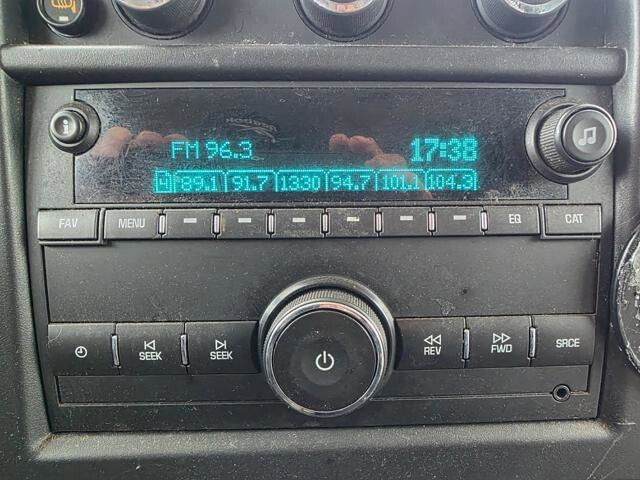 FM 96.3 17:38
4 89.1 91.7 1330 94.7 101.1 104.3
FAV MENU EQ CAT
SEEK SEEK REV FWD SRCE